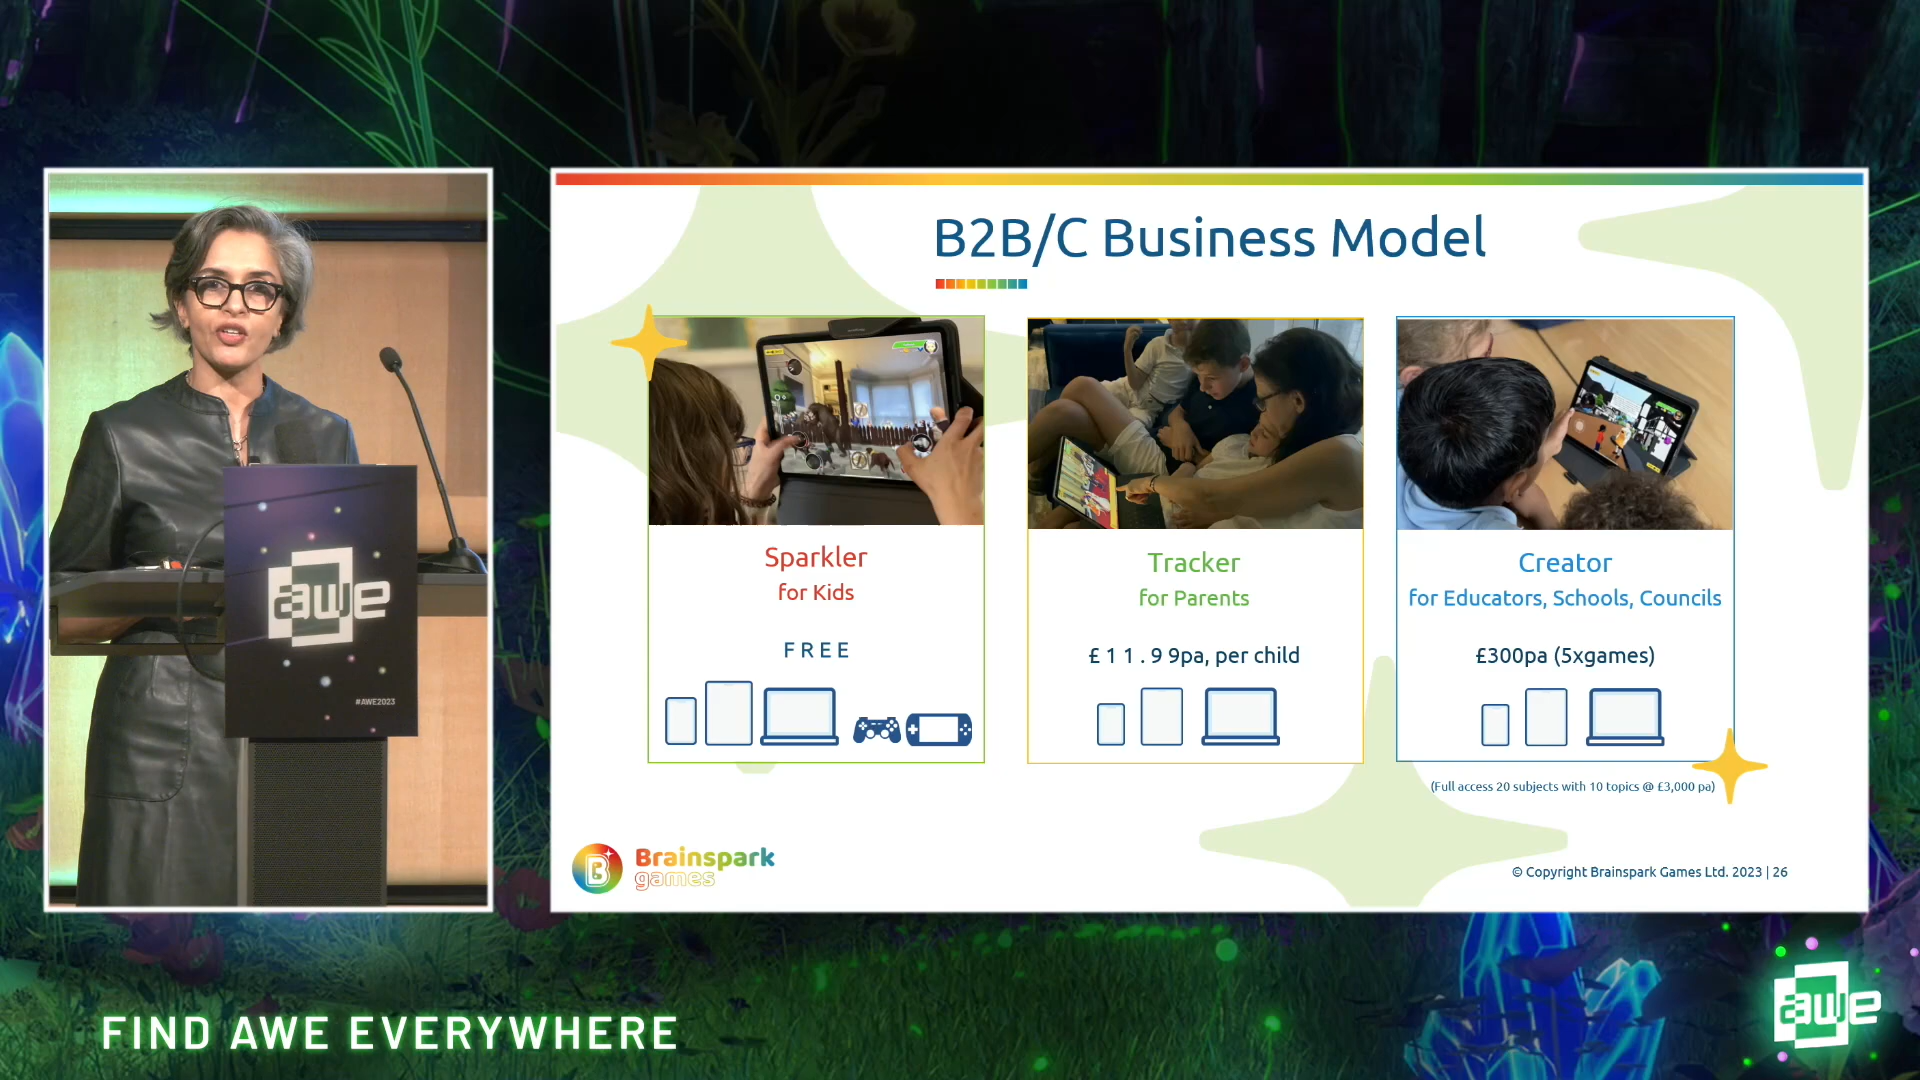 B2B/C Business Model
Sparkler
for Kids
FREE
Tracker
for Parents
£11.99pa, per child
Creator
for Educators, Schools, Councils
£300pa (5xgames)
(Full access 20 subjects with 10 topics @ £3,000 pa)
B
Brainspark
games
© Copyright Brainspark Games Ltd. 2023 | 26
awe
#AWE2023
FIND AWE EVERYWHERE
awe